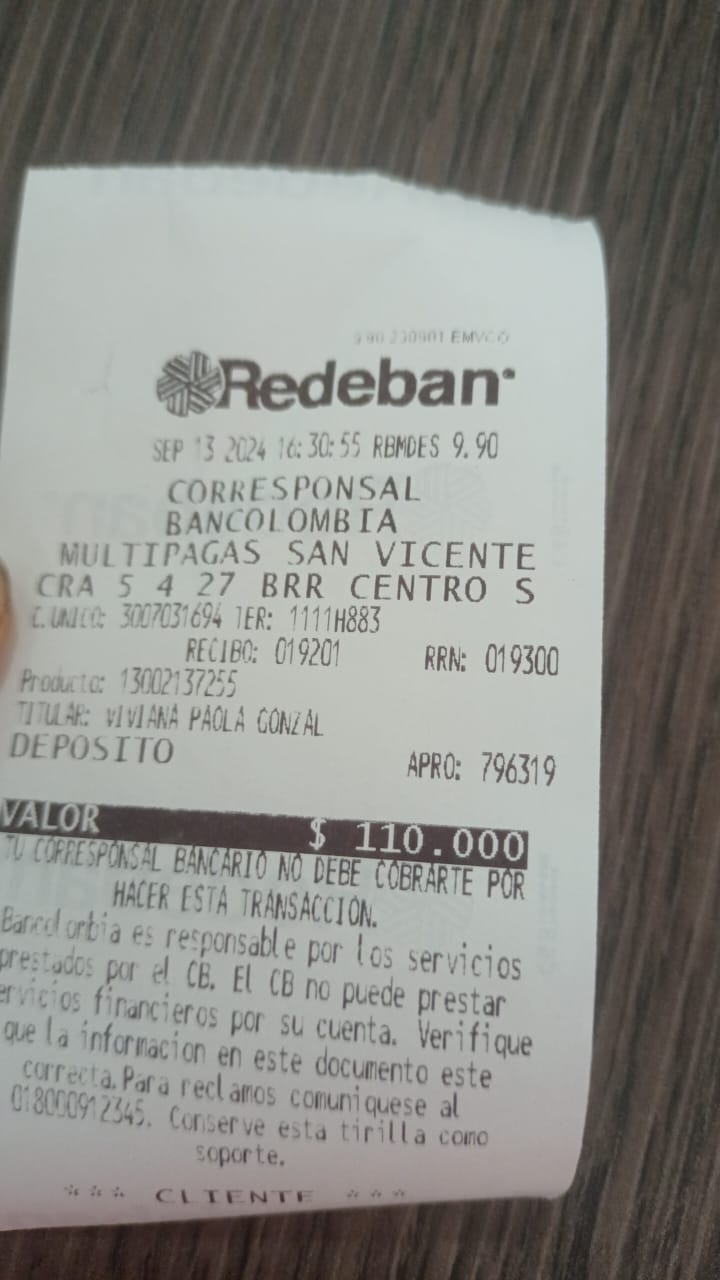 9.90 230901 EMVCO
Redeban
SEP 13 2024 16:30:55 RBMDES 9.90
CORRESPONSAL
BANCOLOMBIA
MULTIPAGAS SAN VICENTE
CRA 5 4 27 BRR CENTRO S
C.UNICO: 3007031694 TER: 1111H883
RECIBO: 019201 RRN: 019300
Producto: 13002137255
TITULAR: VIVIANA PAOLA GONZAL
DEPOSITO APRO: 796319
VALOR $ 110.000
TU CORRESPONSAL BANCARIO NO DEBE COBRARTE POR
HACER ESTA TRANSACCION.
Bancolombia es responsable por los servicios
prestados por el CB. El CB no puede prestar
ervicios financieros por su cuenta. Verifique
que la informacion en este documento este
correcta.Para reclamos comuniquese al
018000912345. Conserve esta tirilla como
soporte.
*** CLIENTE ***